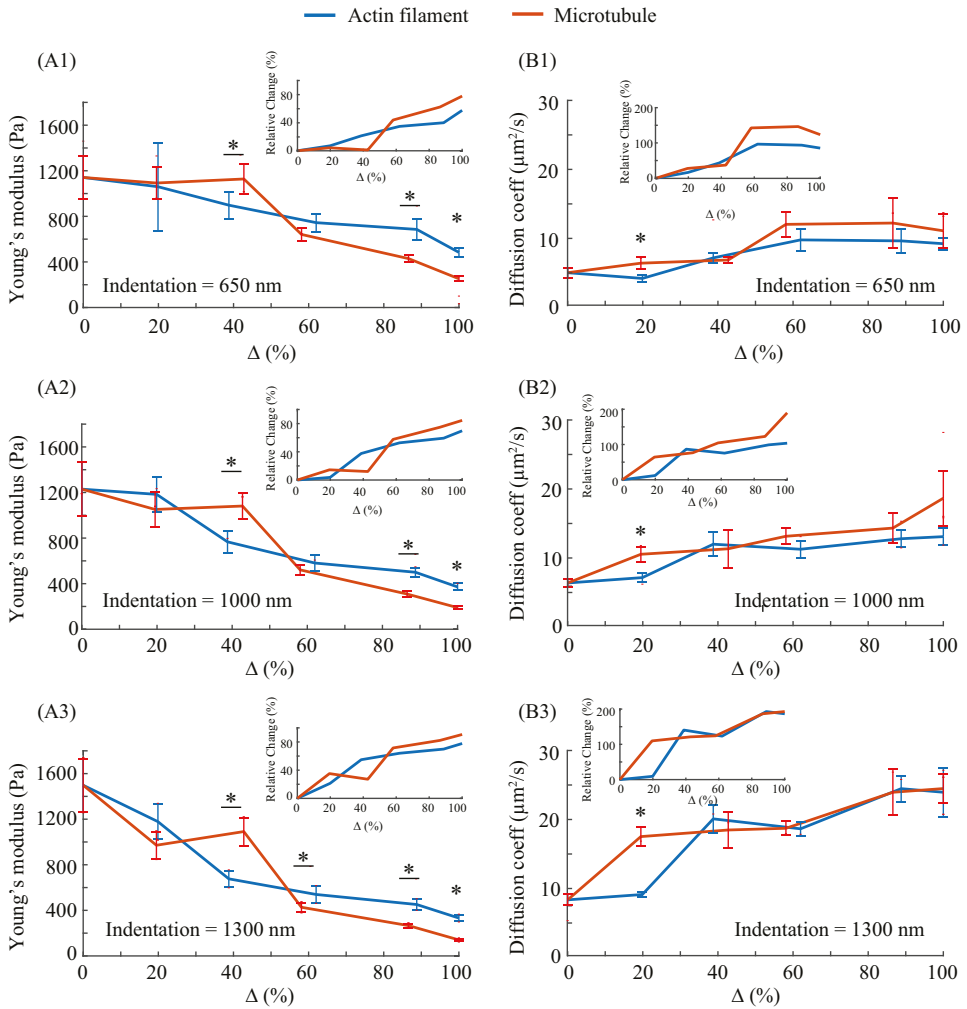 Actin filament Microtubule
(A1)
Relative Change (%)
80
40
0
0 20 40 60 80 100
Δ (%)
Young's modulus (Pa)
1600
1200
800
400
0
* * *
Indentation = 650 nm
0 20 40 60 80 100
Δ (%)
(B1)
Relative Change (%)
200
100
0
0 20 40 60 80 100
Δ (%)
Diffusion coeff (μm²/s)
30
20
10
0
*
Indentation = 650 nm
0 20 40 60 80 100
Δ (%)
(A2)
Relative Change (%)
80
40
0
0 20 40 60 80 100
Δ (%)
Young's modulus (Pa)
1600
1200
800
400
0
* * *
Indentation = 1000 nm
0 20 40 60 80 100
Δ (%)
(B2)
Relative Change (%)
200
100
0
0 20 40 60 80 100
Δ (%)
Diffusion coeff (μm²/s)
30
20
10
0
*
Indentation = 1000 nm
0 20 40 60 80 100
Δ (%)
(A3)
Relative Change (%)
80
40
0
0 20 40 60 80 100
Δ (%)
Young's modulus (Pa)
1600
1200
800
400
0
* * * *
Indentation = 1300 nm
0 20 40 60 80 100
Δ (%)
(B3)
Relative Change (%)
200
100
0
0 20 40 60 80 100
Δ (%)
Diffusion coeff (μm²/s)
30
20
10
0
*
Indentation = 1300 nm
0 20 40 60 80 100
Δ (%)